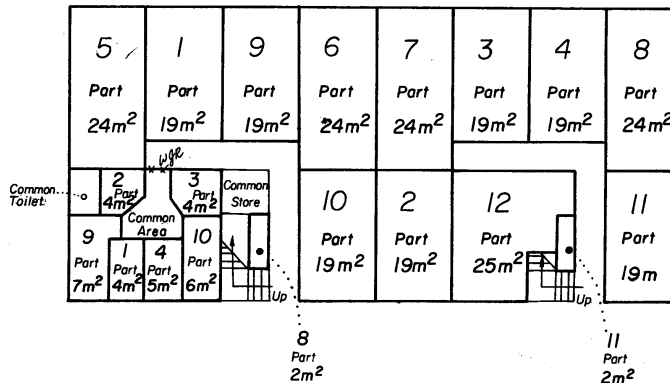 5 1 9 6 7 3 4 8
Part Part Part Part Part Part Part Part
24m² 19m² 19m² 24m² 24m² 19m² 19m² 24m²
WGR
2 3 Common
Part Part Store
4m² 4m²
Common
Toilet
Common
Area
10 2 12 11
Part Part Part Part
19m² 19m² 25m² 19m
9 1 4 10
Part Part Part Part
7m² 4m² 5m² 6m²
Up Up
8 11
Part Part
2m² 2m²